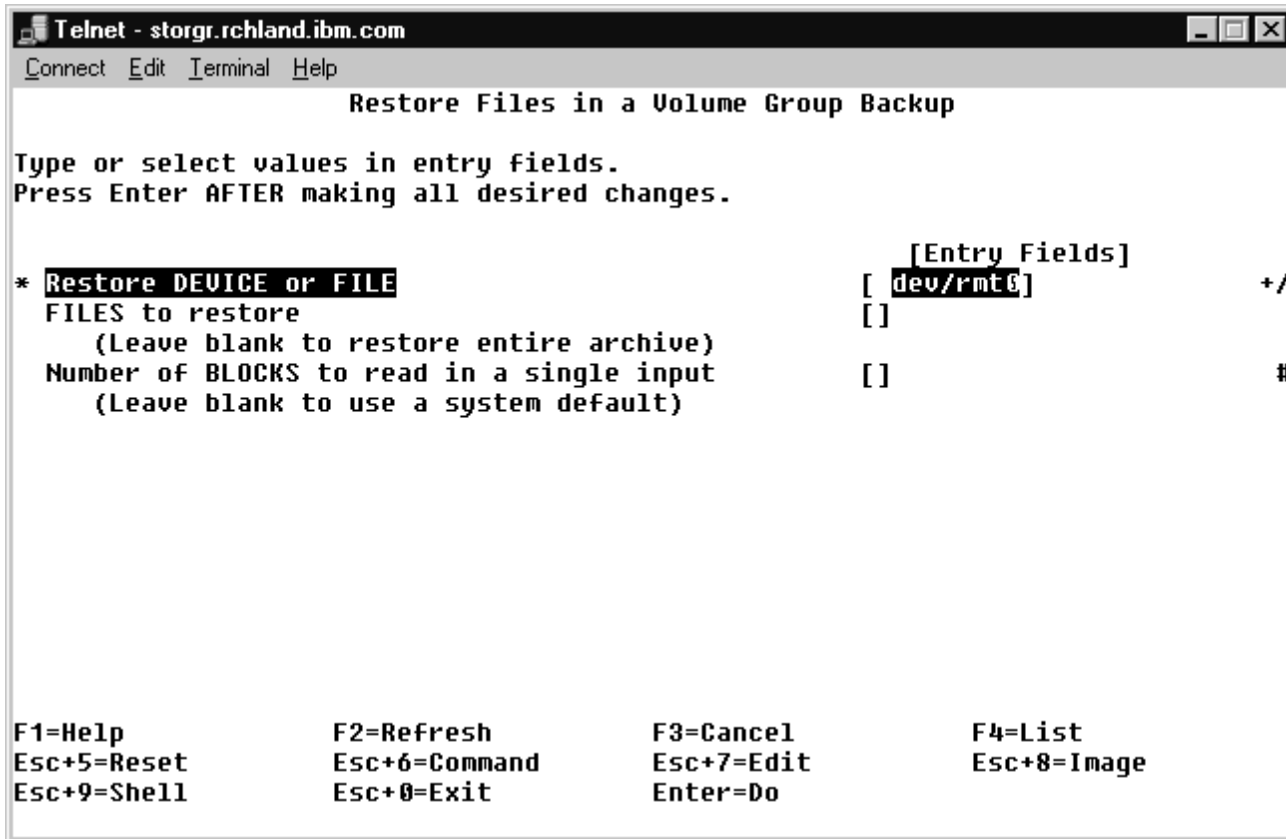 Telnet - storgr.rchland.ibm.com
Connect Edit Terminal Help
Restore Files in a Volume Group Backup
Type or select values in entry fields.
Press Enter AFTER making all desired changes.
[Entry Fields]
* Restore DEVICE or FILE [ dev/rmt0] +/
FILES to restore []
(Leave blank to restore entire archive)
Number of BLOCKS to read in a single input [] #
(Leave blank to use a system default)
F1=Help F2=Refresh F3=Cancel F4=List
Esc+5=Reset Esc+6=Command Esc+7=Edit Esc+8=Image
Esc+9=Shell Esc+0=Exit Enter=Do